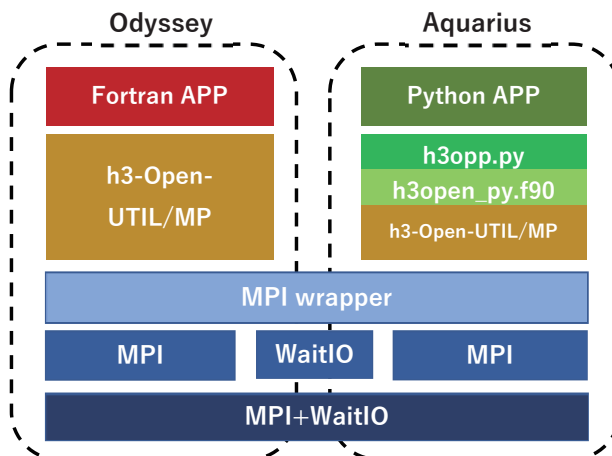 Odyssey
Aquarius
Fortran APP
Python APP
h3-Open-
UTIL/MP
h3opp.py
h3open_py.f90
h3-Open-UTIL/MP
MPI wrapper
MPI
WaitIO
MPI
MPI+WaitIO